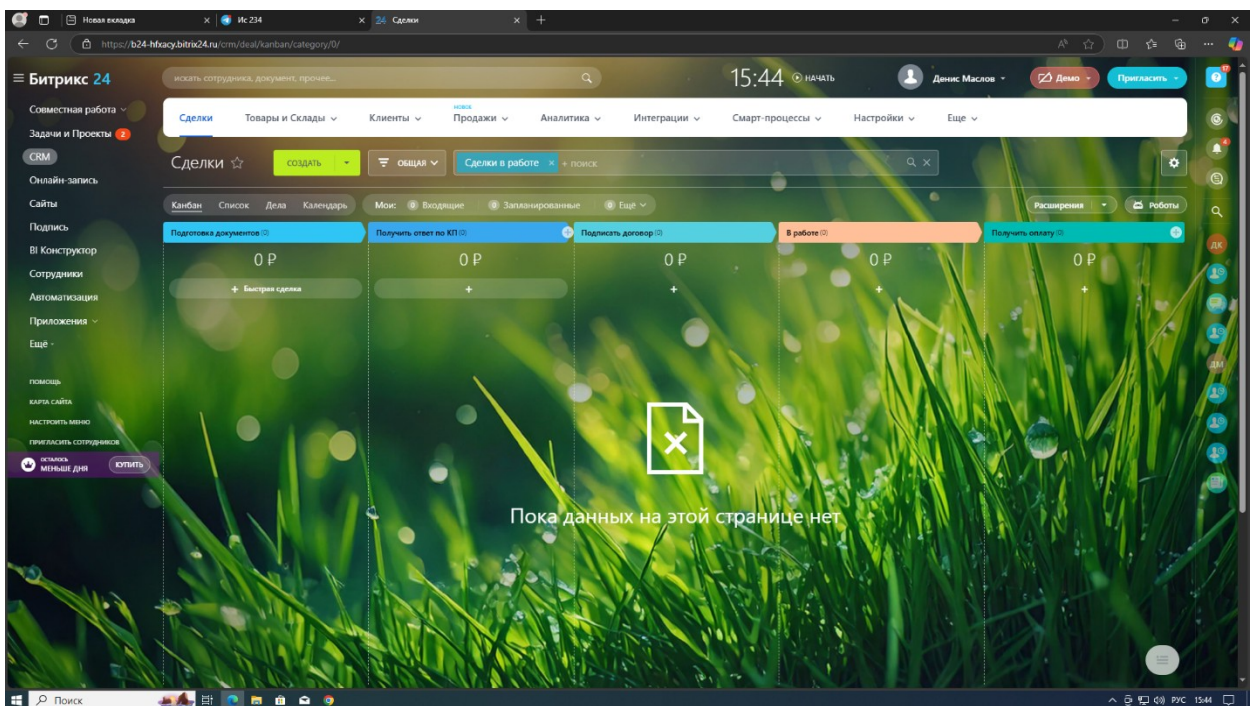 Новая вкладка
Ис 234
24 Сделки
https://b24-hfxacy.bitrix24.ru/crm/deal/kanban/category/0/
Битрикс 24
искать сотрудника, документ, прочее...
15:44
НАЧАТЬ
Денис Маслов
Демо
Пригласить
57
Совместная работа
Задачи и Проекты 2
CRM
Онлайн-запись
Сайты
Подпись
BI Конструктор
Сотрудники
Автоматизация
Приложения
Ещё
ПОМОЩЬ
КАРТА САЙТА
НАСТРОИТЬ МЕНЮ
ПРИГЛАСИТЬ СОТРУДНИКОВ
ОСТАЛОСЬ
МЕНЬШЕ ДНЯ
КУПИТЬ
Сделки
Товары и Склады
Клиенты
НОВОЕ
Продажи
Аналитика
Интеграции
Смарт-процессы
Настройки
Еще
Сделки
СОЗДАТЬ
ОБЩАЯ
Сделки в работе
+ поиск
Канбан Список Дела Календарь
Мои: 0 Входящие 0 Запланированные 0 Ещё
Расширения
Роботы
Подготовка документов (0)
Получить ответ по КП (0)
Подписать договор (0)
В работе (0)
Получить оплату (0)
0 ₽ 0 ₽ 0 ₽ 0 ₽ 0 ₽
+ Быстрая сделка
+ + + +
Пока данных на этой странице нет
4
ДК
ДМ
Поиск
РУС 15:44